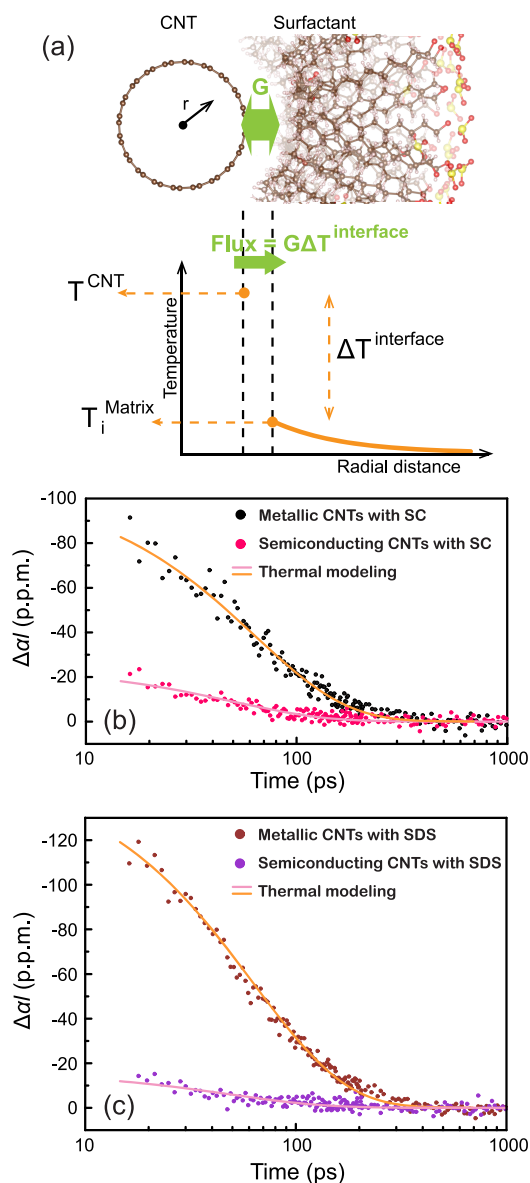 (a)
CNT
Surfactant
r
G
Flux = GΔT^interface
T^CNT
Temperature
ΔT^interface
T_i^Matrix
Radial distance
-100
-80
-60
-40
-20
0
Δαl (p.p.m.)
Metallic CNTs with SC
Semiconducting CNTs with SC
Thermal modeling
(b)
10
100
1000
Time (ps)
-120
-100
-80
-60
-40
-20
0
Δαl (p.p.m.)
Metallic CNTs with SDS
Semiconducting CNTs with SDS
Thermal modeling
(c)
10
100
1000
Time (ps)